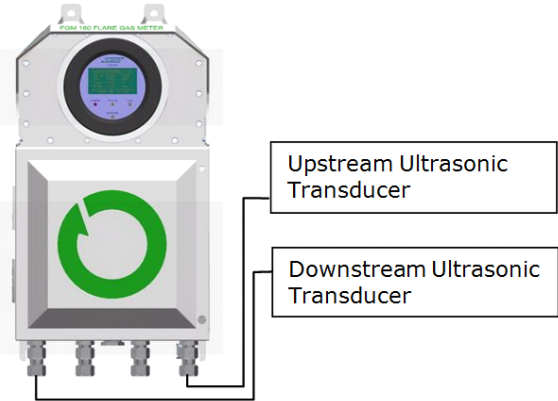 FGM 160 FLARE GAS METER
Upstream Ultrasonic
Transducer
Downstream Ultrasonic
Transducer